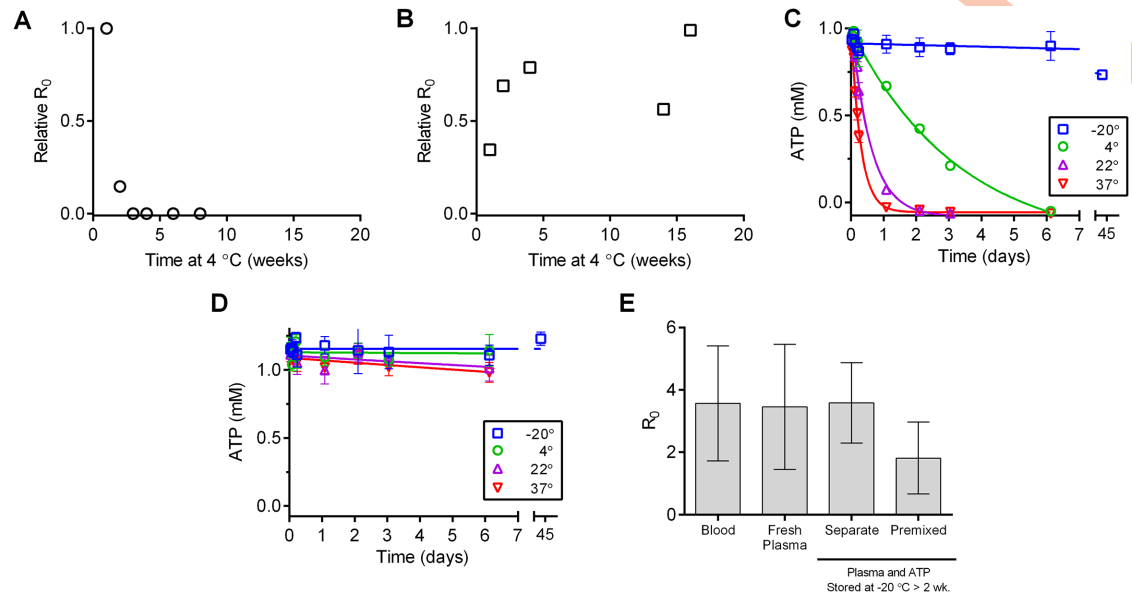 A
1.0
0.5
0.0
Relative R0
0 5 10 15 20
Time at 4 °C (weeks)
B
1.0
0.5
0.0
Relative R0
0 5 10 15 20
Time at 4 °C (weeks)
C
1.0
0.5
0.0
ATP (mM)
-20°
4°
22°
37°
0 1 2 3 4 5 6 7 45
Time (days)
D
1.0
0.5
0.0
ATP (mM)
-20°
4°
22°
37°
0 1 2 3 4 5 6 7 45
Time (days)
E
6
4
2
0
R0
Blood Fresh Separate Premixed
Plasma
Plasma and ATP
Stored at -20 °C > 2 wk.